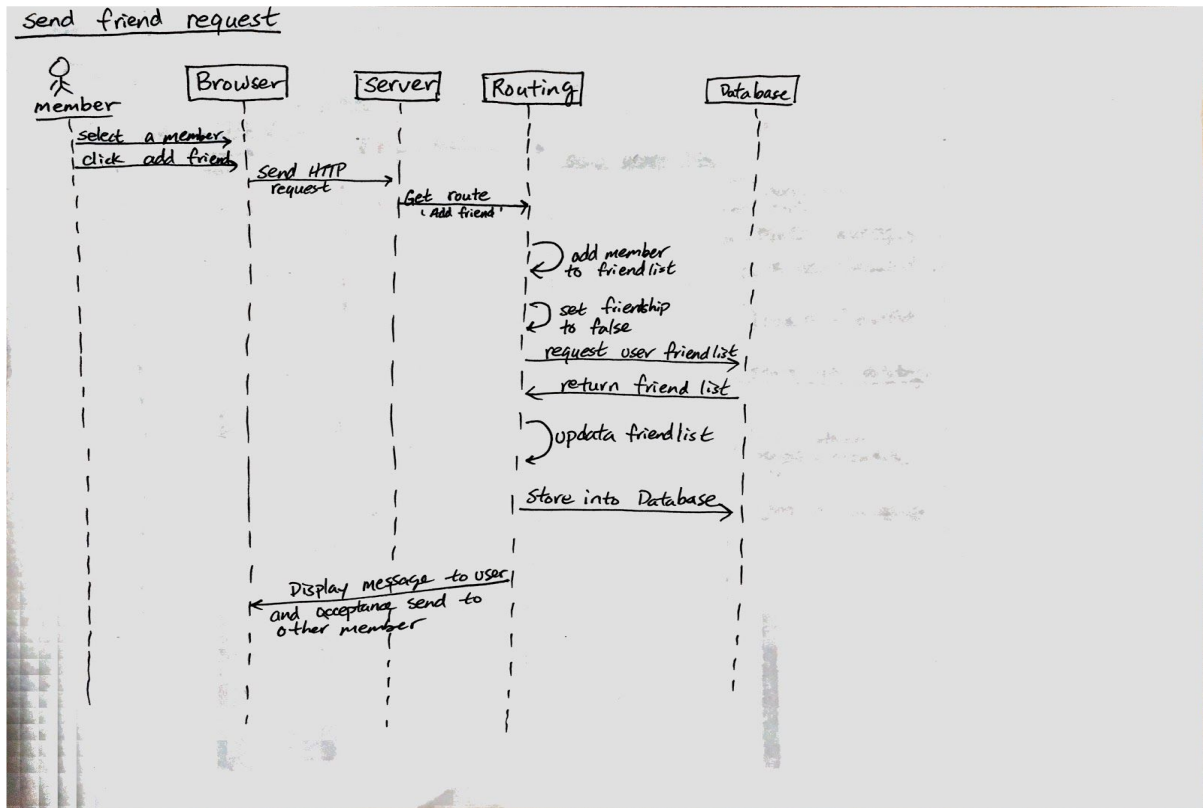 Send friend request
member
Browser
Server
Routing
Database
select a member
click add friend
send HTTP
request
Get route
'Add friend'
add member
to friendlist
set friendship
to false
request user friendlist
return friend list
updata friendlist
Store into Database
Display message to user
and acceptance send to
other member